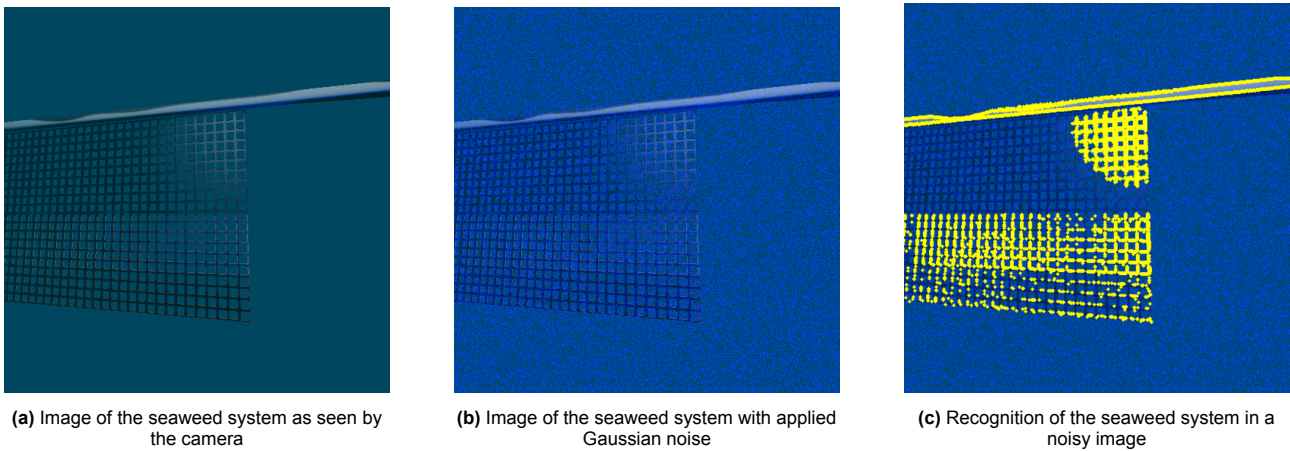 (a) Image of the seaweed system as seen by
the camera
(b) Image of the seaweed system with applied
Gaussian noise
(c) Recognition of the seaweed system in a
noisy image